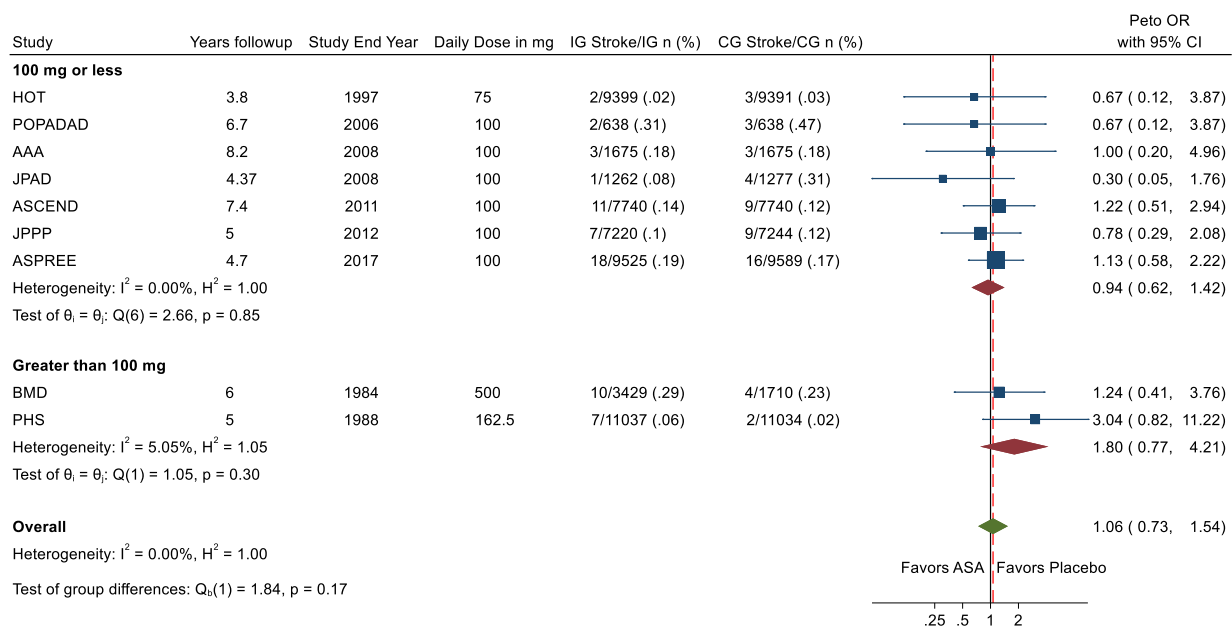 Peto OR
Study Years followup Study End Year Daily Dose in mg IG Stroke/IG n (%) CG Stroke/CG n (%) with 95% CI
100 mg or less
HOT 3.8 1997 75 2/9399 (.02) 3/9391 (.03) 0.67 ( 0.12, 3.87)
POPADAD 6.7 2006 100 2/638 (.31) 3/638 (.47) 0.67 ( 0.12, 3.87)
AAA 8.2 2008 100 3/1675 (.18) 3/1675 (.18) 1.00 ( 0.20, 4.96)
JPAD 4.37 2008 100 1/1262 (.08) 4/1277 (.31) 0.30 ( 0.05, 1.76)
ASCEND 7.4 2011 100 11/7740 (.14) 9/7740 (.12) 1.22 ( 0.51, 2.94)
JPPP 5 2012 100 7/7220 (.1) 9/7244 (.12) 0.78 ( 0.29, 2.08)
ASPREE 4.7 2017 100 18/9525 (.19) 16/9589 (.17) 1.13 ( 0.58, 2.22)
Heterogeneity: I² = 0.00%, H² = 1.00 0.94 ( 0.62, 1.42)
Test of θᵢ = θⱼ: Q(6) = 2.66, p = 0.85
Greater than 100 mg
BMD 6 1984 500 10/3429 (.29) 4/1710 (.23) 1.24 ( 0.41, 3.76)
PHS 5 1988 162.5 7/11037 (.06) 2/11034 (.02) 3.04 ( 0.82, 11.22)
Heterogeneity: I² = 5.05%, H² = 1.05 1.80 ( 0.77, 4.21)
Test of θᵢ = θⱼ: Q(1) = 1.05, p = 0.30
Overall 1.06 ( 0.73, 1.54)
Heterogeneity: I² = 0.00%, H² = 1.00
Favors ASA Favors Placebo
Test of group differences: Q_b(1) = 1.84, p = 0.17
.25 .5 1 2